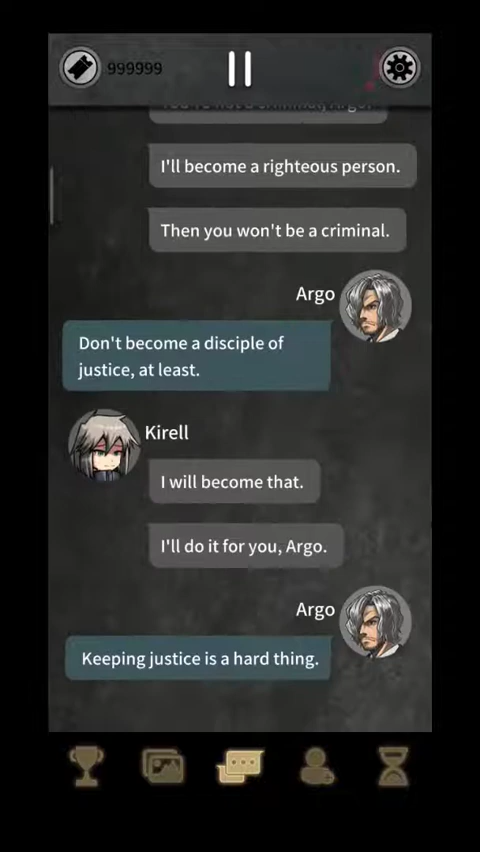 999999
I'll become a righteous person.
Then you won't be a criminal.
Argo
Don't become a disciple of
justice, at least.
Kirell
I will become that.
I'll do it for you, Argo.
Argo
Keeping justice is a hard thing.